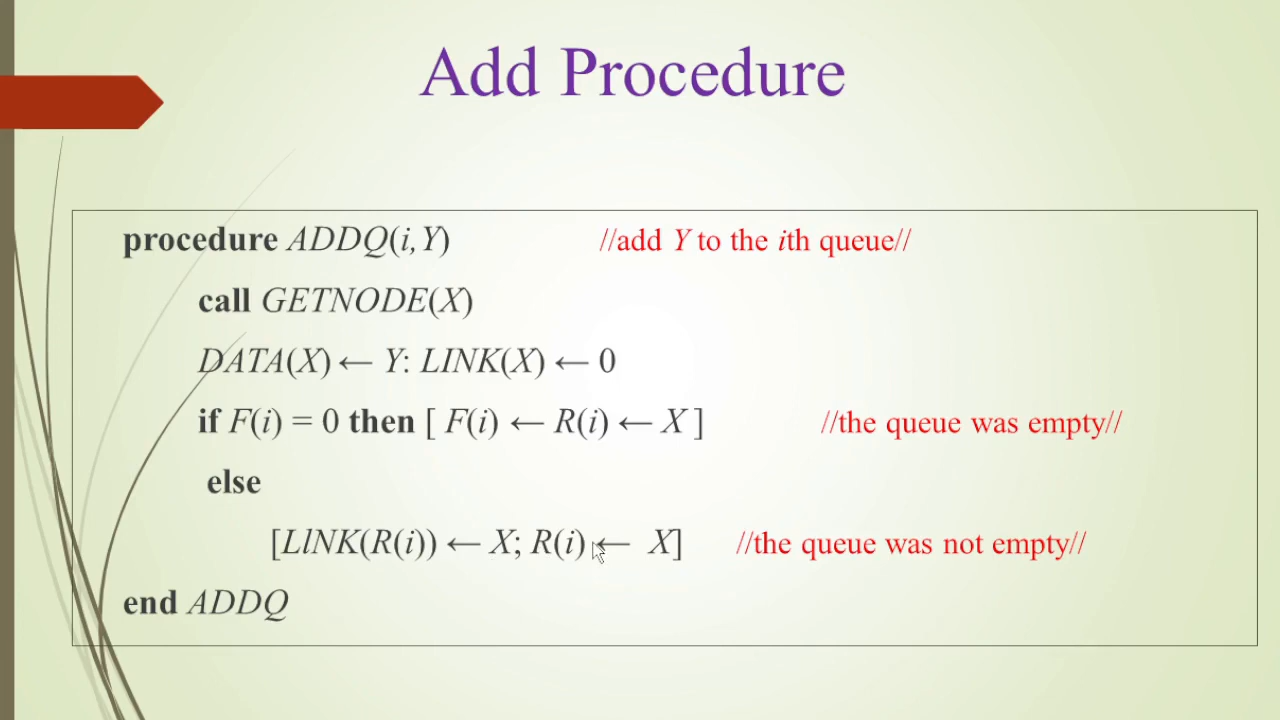 Add Procedure
procedure ADDQ(i,Y) //add Y to the ith queue//
call GETNODE(X)
DATA(X) ← Y: LINK(X) ← 0
if F(i) = 0 then [ F(i) ← R(i) ← X ] //the queue was empty//
else
[LlNK(R(i)) ← X; R(i) ← X] //the queue was not empty//
end ADDQ